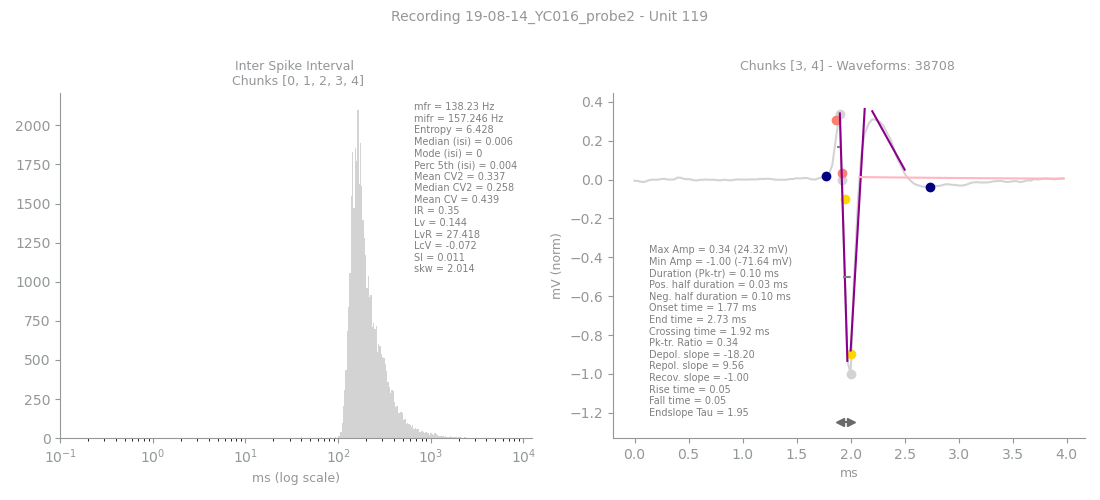 Recording 19-08-14_YC016_probe2 - Unit 119
Inter Spike Interval
Chunks [0, 1, 2, 3, 4]
2000
1750
1500
1250
1000
750
500
250
0
mfr = 138.23 Hz
mifr = 157.246 Hz
Entropy = 6.428
Median (isi) = 0.006
Mode (isi) = 0
Perc 5th (isi) = 0.004
Mean CV2 = 0.337
Median CV2 = 0.258
Mean CV = 0.439
IR = 0.35
Lv = 0.144
LvR = 27.418
LcV = -0.072
SI = 0.011
skw = 2.014
10⁻¹ 10⁰ 10¹ 10² 10³ 10⁴
ms (log scale)
Chunks [3, 4] - Waveforms: 38708
mV (norm)
0.4
0.2
0.0
−0.2
−0.4
−0.6
−0.8
−1.0
−1.2
Max Amp = 0.34 (24.32 mV)
Min Amp = -1.00 (-71.64 mV)
Duration (Pk-tr) = 0.10 ms
Pos. half duration = 0.03 ms
Neg. half duration = 0.10 ms
Onset time = 1.77 ms
End time = 2.73 ms
Crossing time = 1.92 ms
Pk-tr. Ratio = 0.34
Depol. slope = -18.20
Repol. slope = 9.56
Recov. slope = -1.00
Rise time = 0.05
Fall time = 0.05
Endslope Tau = 1.95
0.0 0.5 1.0 1.5 2.0 2.5 3.0 3.5 4.0
ms